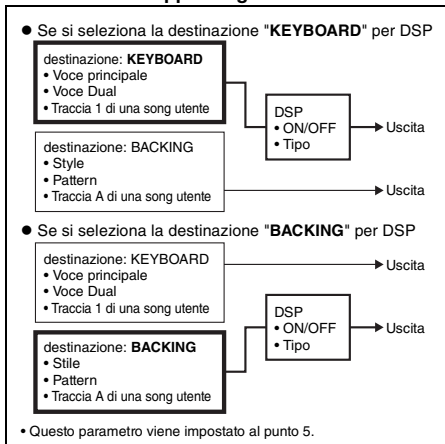 ● Se si seleziona la destinazione "KEYBOARD" per DSP
destinazione: KEYBOARD
• Voce principale
• Voce Dual
• Traccia 1 di una song utente
DSP
• ON/OFF
• Tipo
Uscita
destinazione: BACKING
• Style
• Pattern
• Traccia A di una song utente
Uscita
● Se si seleziona la destinazione "BACKING" per DSP
destinazione: KEYBOARD
• Voce principale
• Voce Dual
• Traccia 1 di una song utente
Uscita
DSP
• ON/OFF
• Tipo
Uscita
destinazione: BACKING
• Stile
• Pattern
• Traccia A di una song utente
• Questo parametro viene impostato al punto 5.